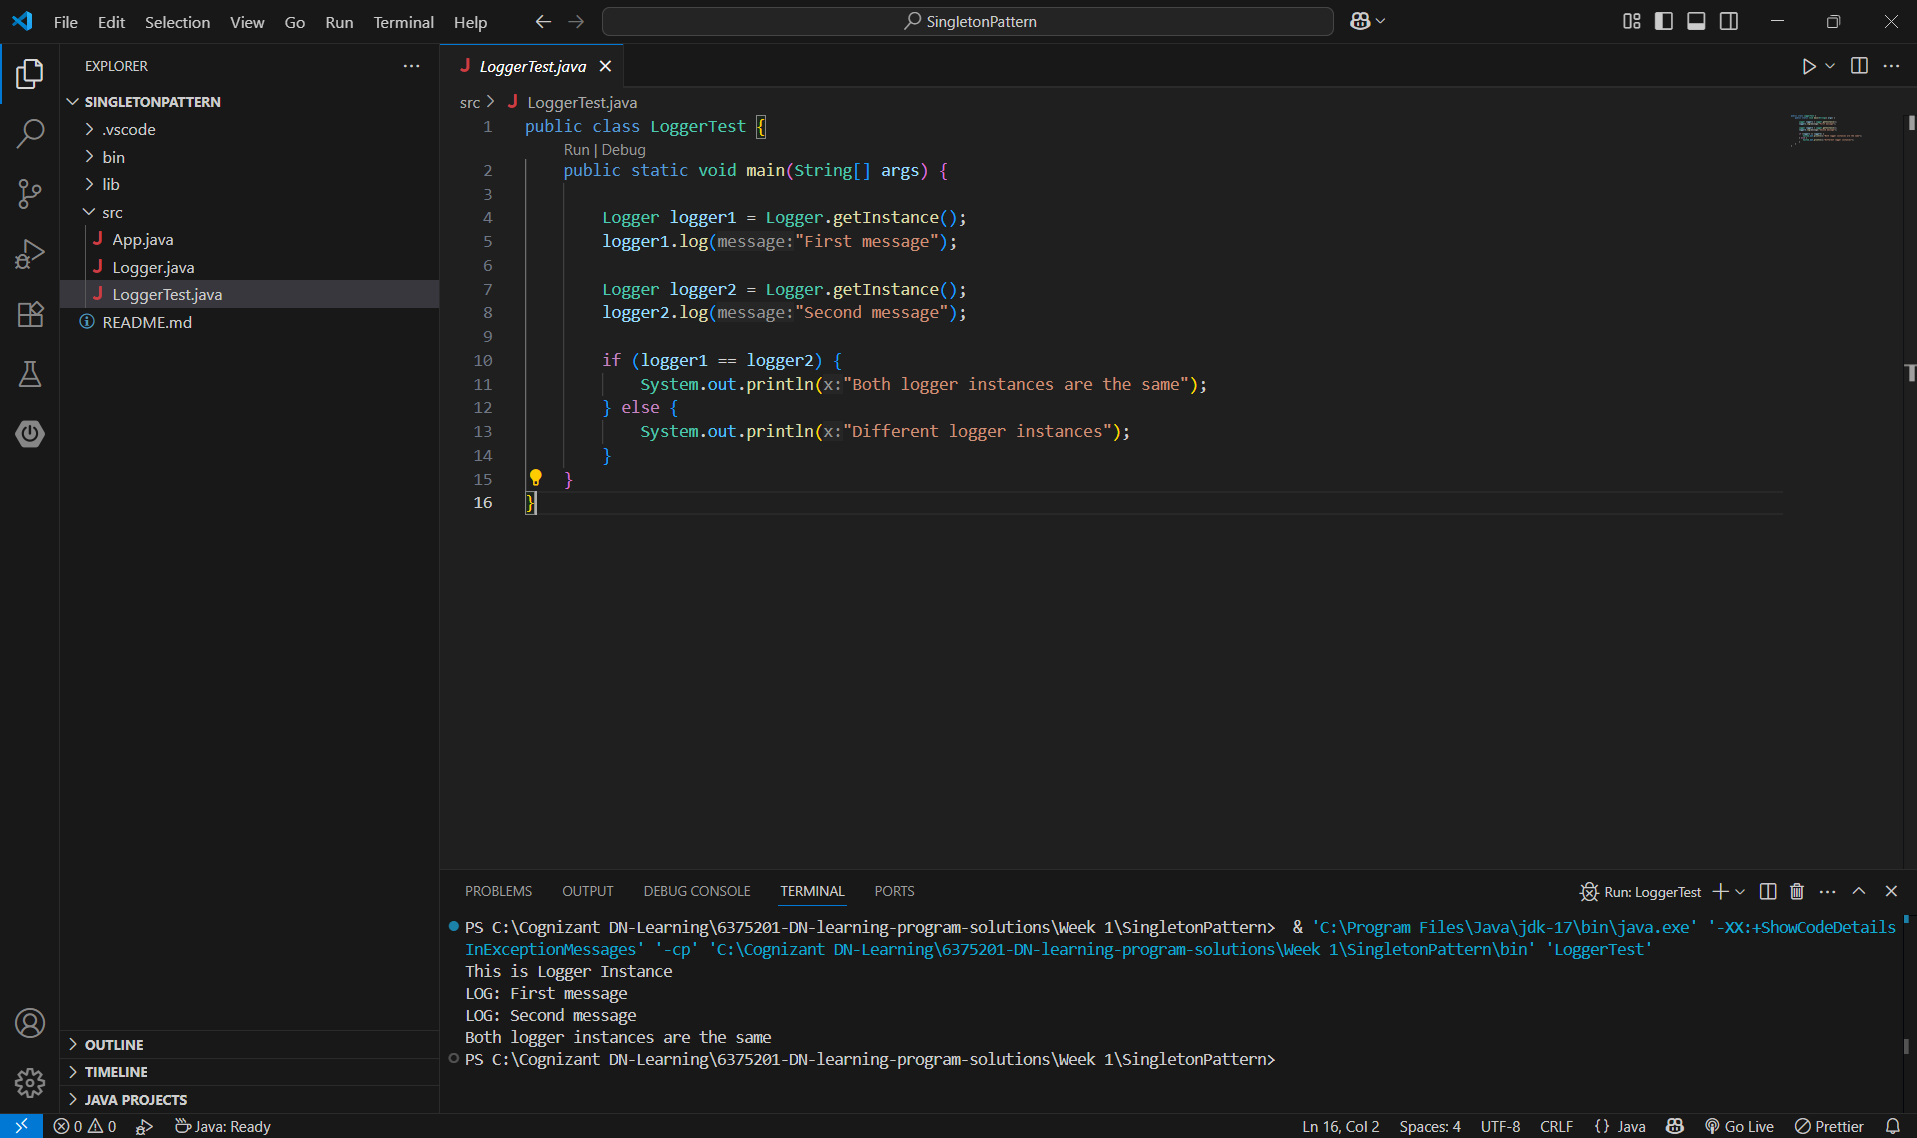 File Edit Selection View Go Run Terminal Help
SingletonPattern
EXPLORER
SINGLETONPATTERN
.vscode
bin
lib
src
App.java
Logger.java
LoggerTest.java
README.md
OUTLINE
TIMELINE
JAVA PROJECTS
LoggerTest.java
src > LoggerTest.java
1 public class LoggerTest {
Run | Debug
2 public static void main(String[] args) {
3
4 Logger logger1 = Logger.getInstance();
5 logger1.log(message:"First message");
6
7 Logger logger2 = Logger.getInstance();
8 logger2.log(message:"Second message");
9
10 if (logger1 == logger2) {
11 System.out.println(x:"Both logger instances are the same");
12 } else {
13 System.out.println(x:"Different logger instances");
14 }
15 }
16 }
PROBLEMS OUTPUT DEBUG CONSOLE TERMINAL PORTS
Run: LoggerTest
PS C:\Cognizant DN-Learning\6375201-DN-learning-program-solutions\Week 1\SingletonPattern> & 'C:\Program Files\Java\jdk-17\bin\java.exe' '-XX:+ShowCodeDetails
InExceptionMessages' '-cp' 'C:\Cognizant DN-Learning\6375201-DN-learning-program-solutions\Week 1\SingletonPattern\bin' 'LoggerTest'
This is Logger Instance
LOG: First message
LOG: Second message
Both logger instances are the same
PS C:\Cognizant DN-Learning\6375201-DN-learning-program-solutions\Week 1\SingletonPattern>
0 0 Java: Ready
Ln 16, Col 2 Spaces: 4 UTF-8 CRLF {} Java Go Live Prettier